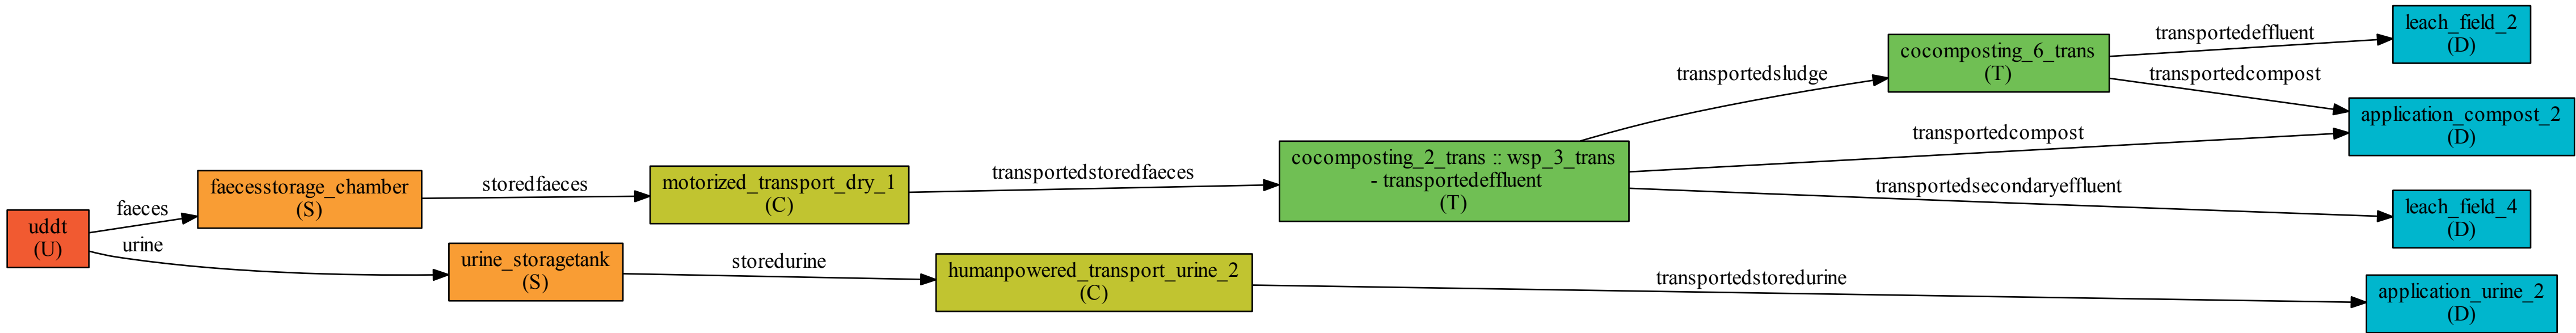 uddt
(U)
faeces
urine
faecesstorage_chamber
(S)
urine_storagetank
(S)
storedfaeces
storedurine
motorized_transport_dry_1
(C)
humanpowered_transport_urine_2
(C)
transportedstoredfaeces
cocomposting_2_trans :: wsp_3_trans
- transportedeffluent
(T)
transportedsludge
transportedcompost
transportedsecondaryeffluent
transportedstoredurine
cocomposting_6_trans
(T)
transportedeffluent
transportedcompost
leach_field_2
(D)
application_compost_2
(D)
leach_field_4
(D)
application_urine_2
(D)